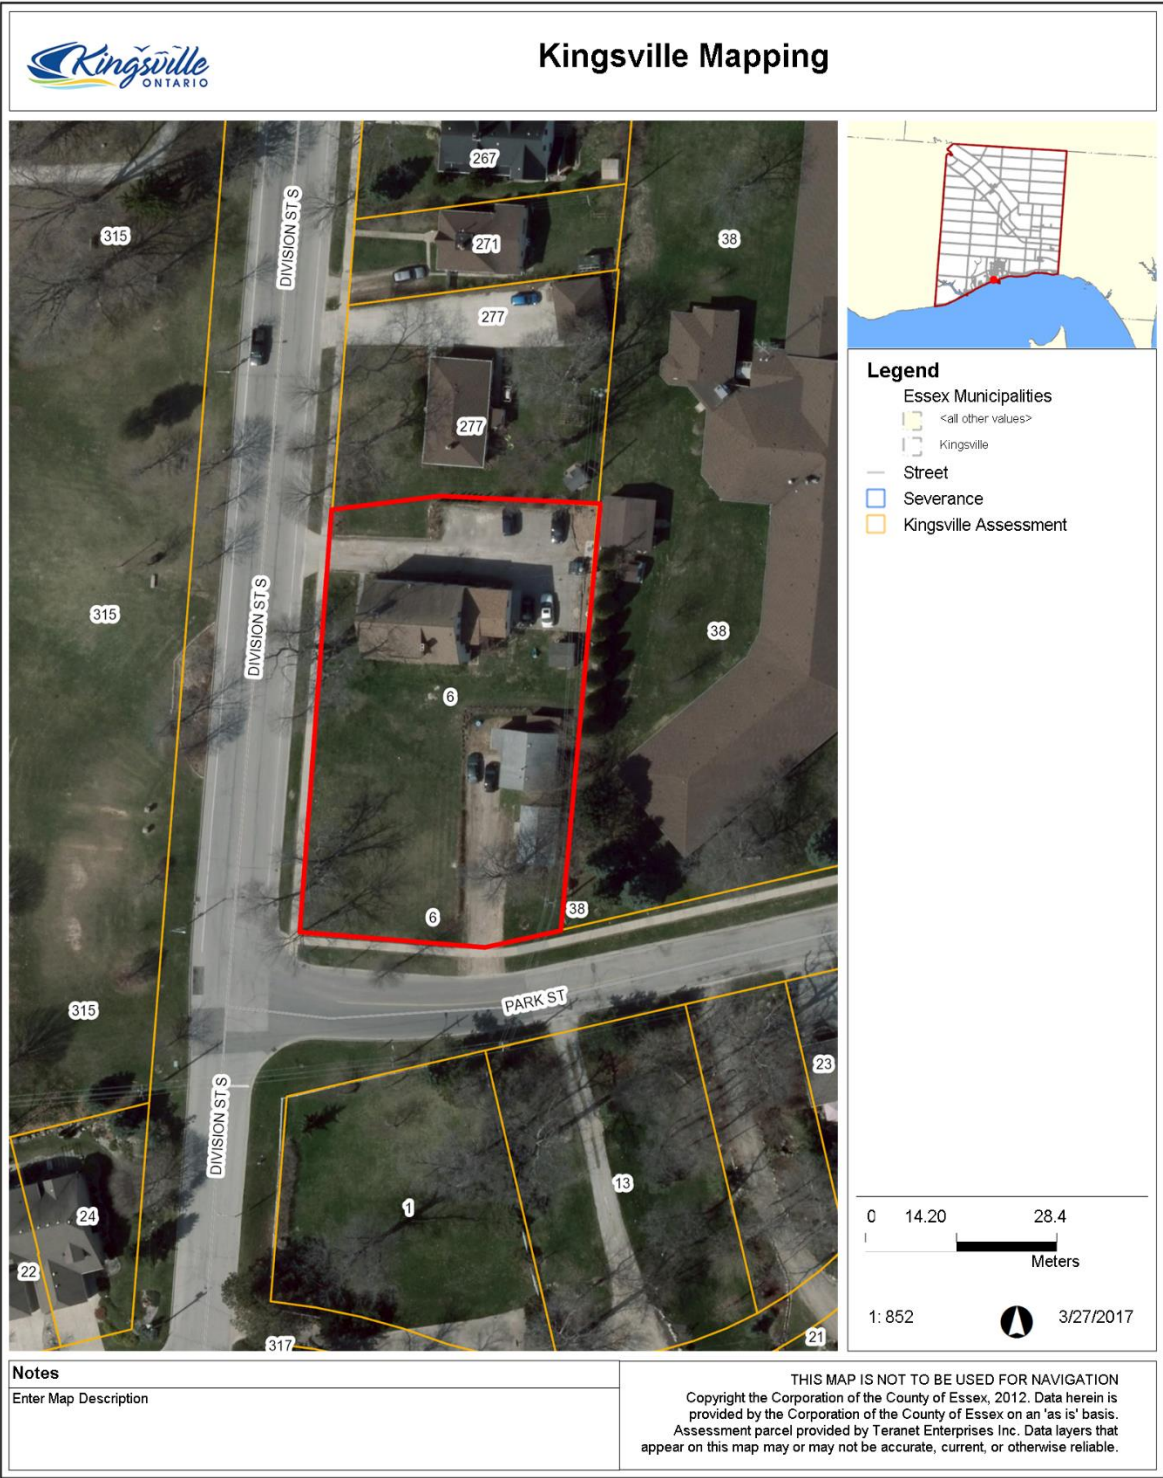 Kingsville
ONTARIO
Kingsville Mapping
267
315
DIVISION ST S
271
38
277
277
315
DIVISION ST S
38
6
6
38
315
PARK ST
23
DIVISION ST S
13
1
24
22
317
21
Legend
Essex Municipalities
<all other values>
Kingsville
Street
Severance
Kingsville Assessment
0 14.20 28.4
Meters
1: 852
3/27/2017
Notes
Enter Map Description
THIS MAP IS NOT TO BE USED FOR NAVIGATION
Copyright the Corporation of the County of Essex, 2012. Data herein is
provided by the Corporation of the County of Essex on an 'as is' basis.
Assessment parcel provided by Teranet Enterprises Inc. Data layers that
appear on this map may or may not be accurate, current, or otherwise reliable.